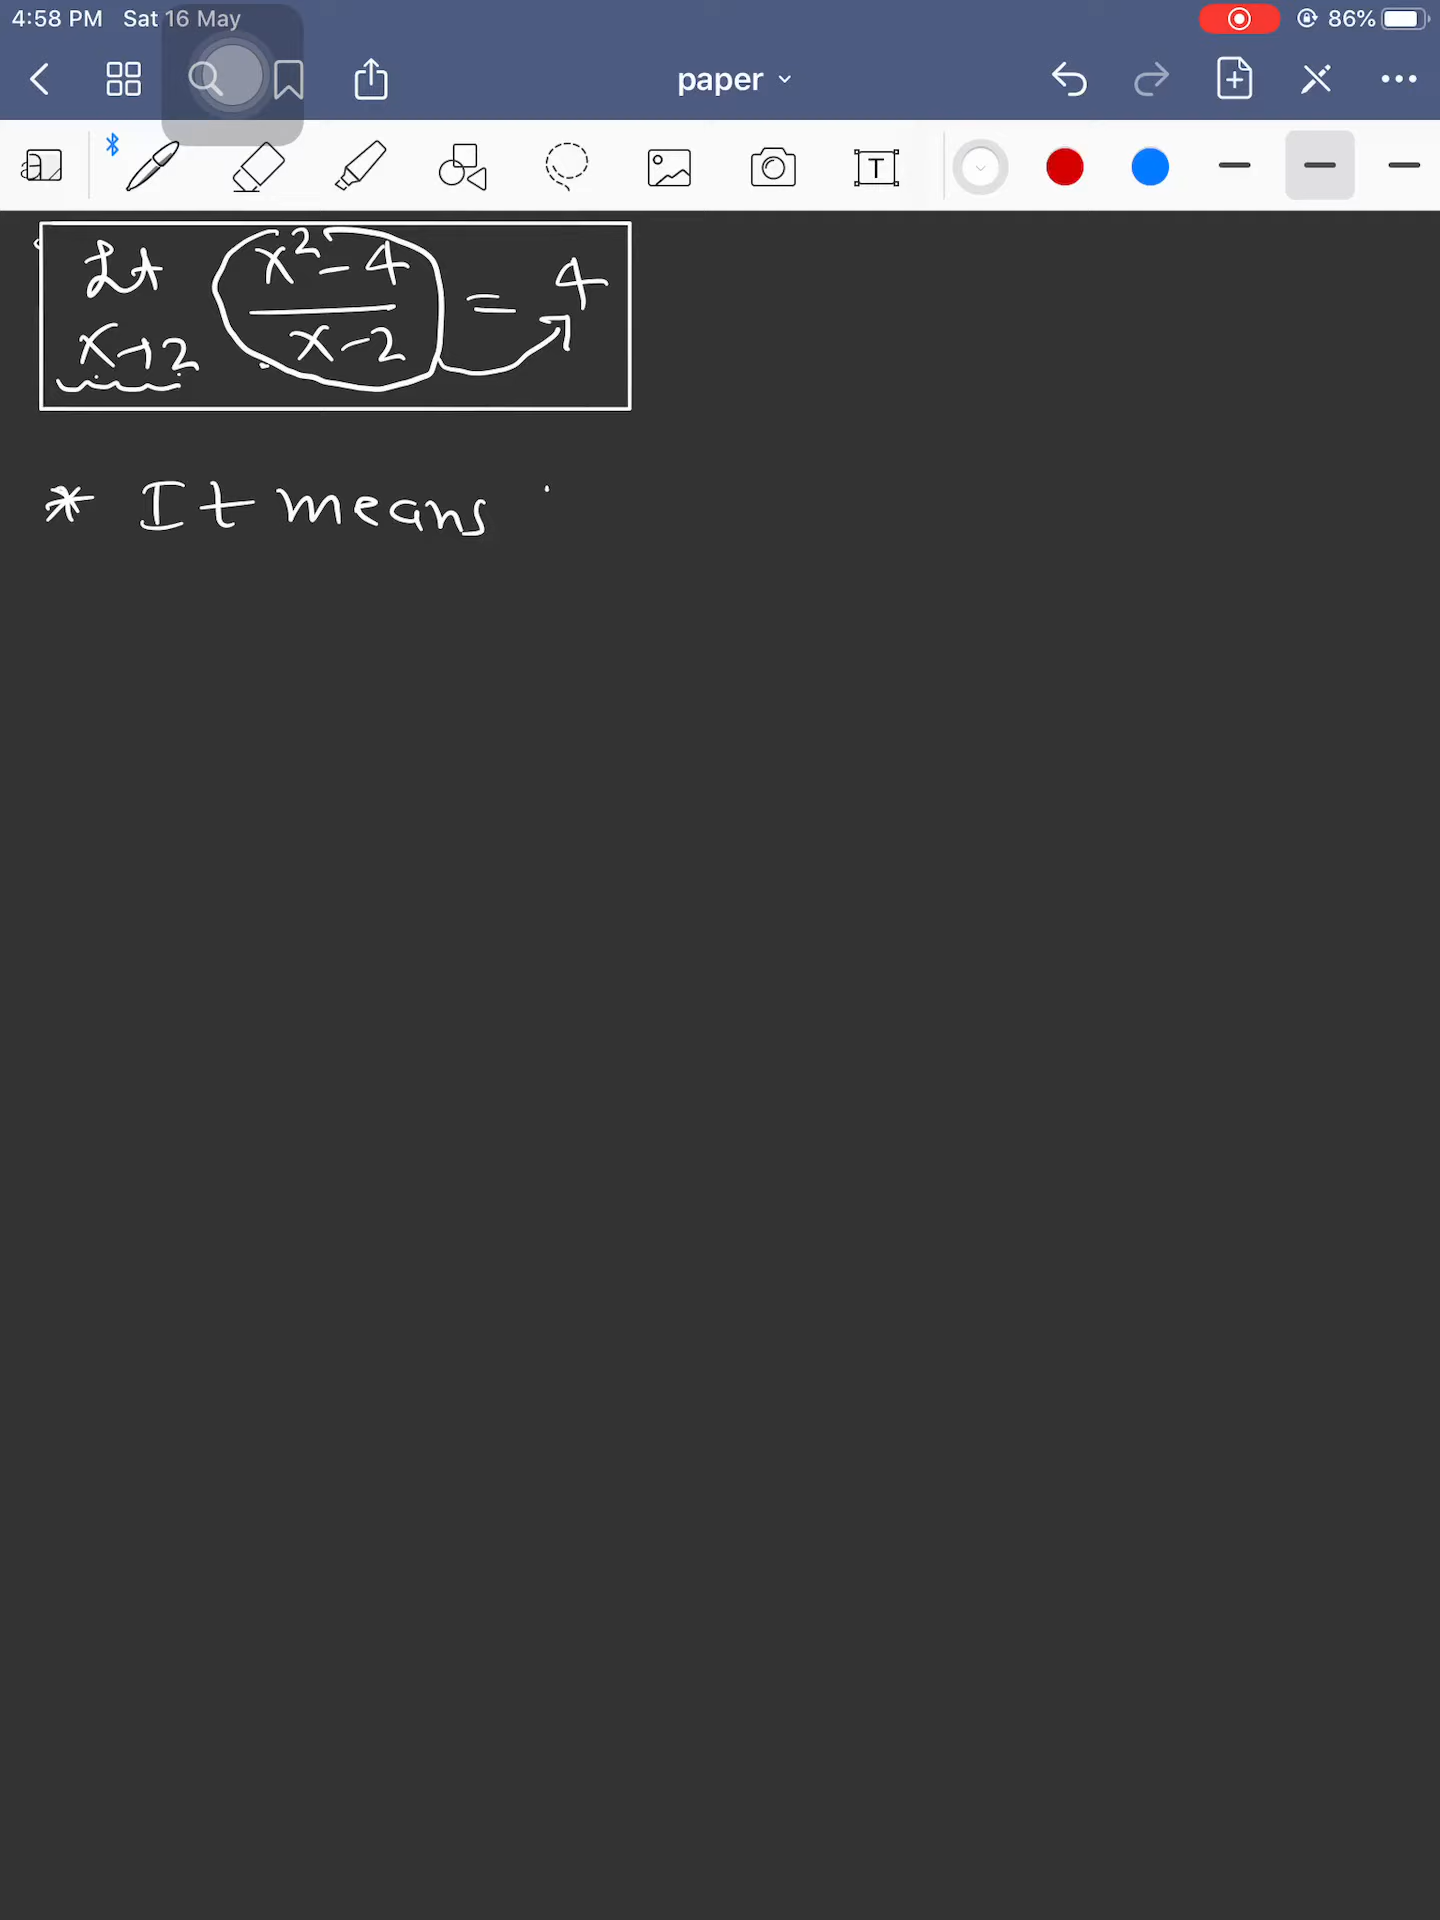 4:58 PM Sat 16 May 86%
paper
a T
Lt x² - 4 = 4
x→2 x - 2
* It means